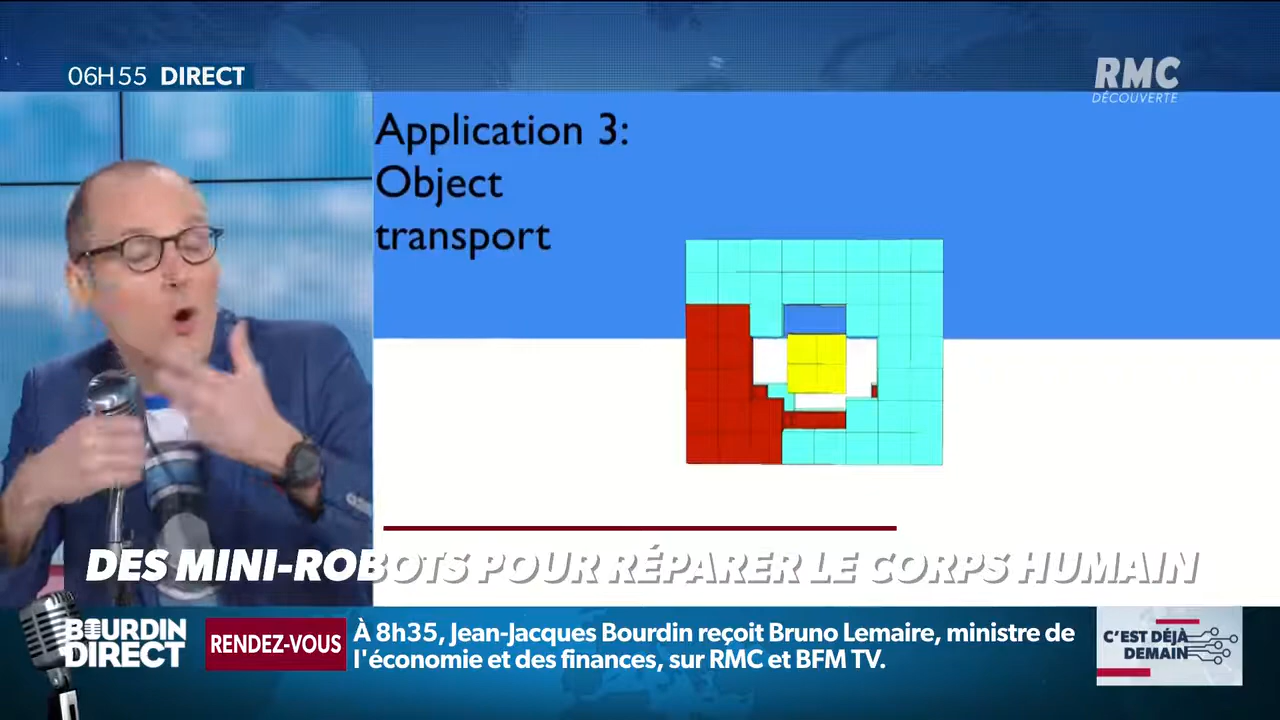 06H55 DIRECT
RMC
DÉCOUVERTE
Application 3:
Object
transport
DES MINI-ROBOTS POUR RÉPARER LE CORPS HUMAIN
BOURDIN
DIRECT
RENDEZ-VOUS
À 8h35, Jean-Jacques Bourdin reçoit Bruno Lemaire, ministre de
l'économie et des finances, sur RMC et BFM TV.
C'EST DÉJÀ
DEMAIN